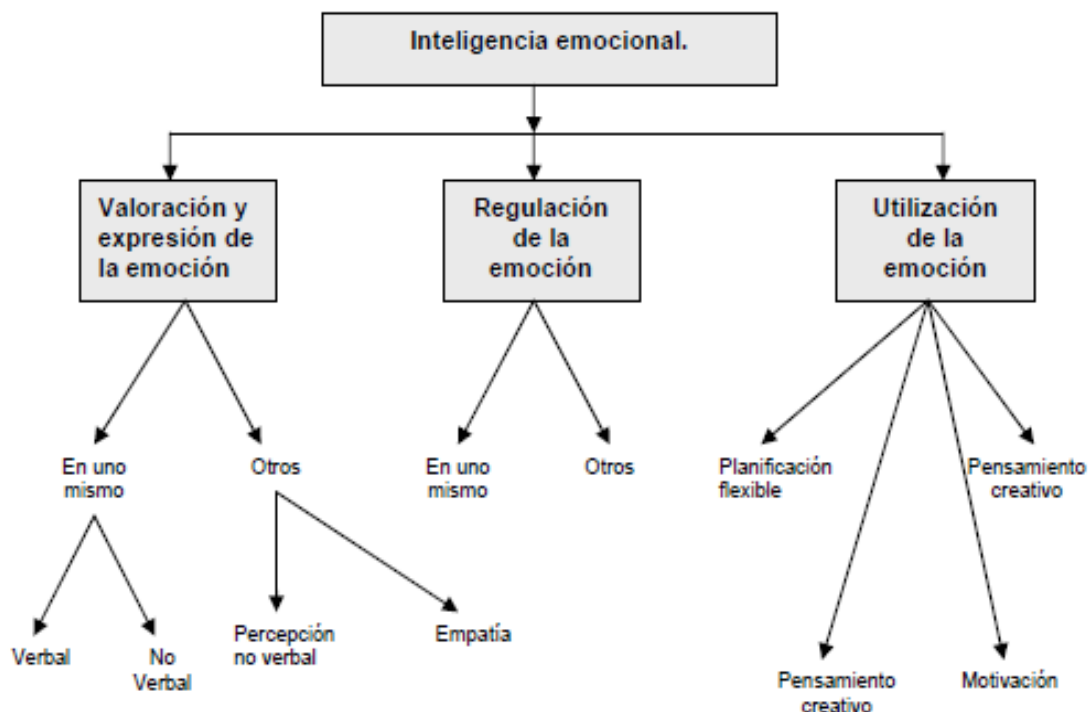 Inteligencia emocional.
Valoración y
expresión de
la emoción
Regulación
de la
emoción
Utilización
de la
emoción
En uno
mismo
Otros
En uno
mismo
Otros
Planificación
flexible
Pensamiento
creativo
Verbal
No
Verbal
Percepción
no verbal
Empatía
Pensamiento
creativo
Motivación